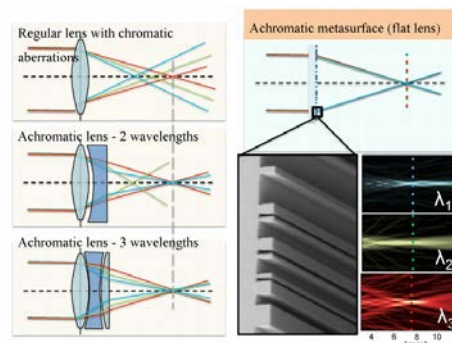 Regular lens with chromatic
aberrations
Achromatic lens - 2 wavelengths
Achromatic lens - 3 wavelengths
Achromatic metasurface (flat lens)
λ1
λ2
λ3
4 6 8 10